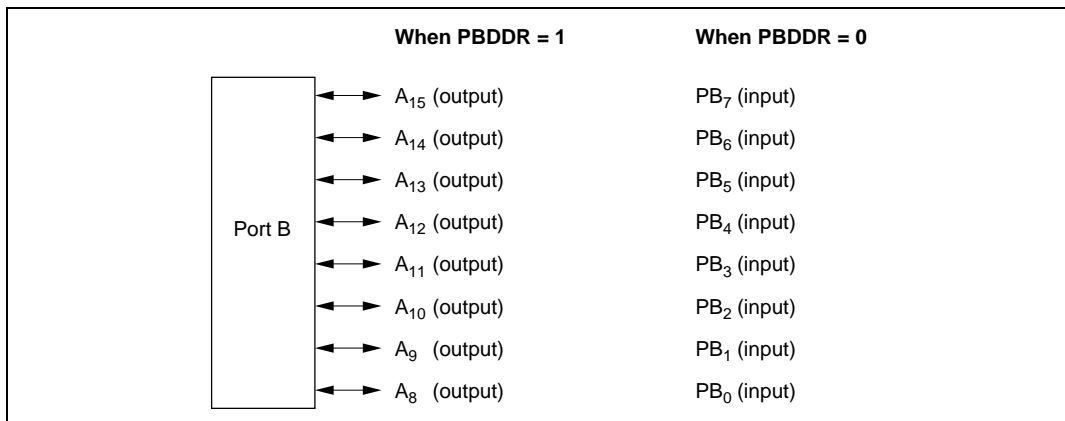 When PBDDR = 1 When PBDDR = 0
A15 (output) PB7 (input)
A14 (output) PB6 (input)
A13 (output) PB5 (input)
Port B A12 (output) PB4 (input)
A11 (output) PB3 (input)
A10 (output) PB2 (input)
A9 (output) PB1 (input)
A8 (output) PB0 (input)